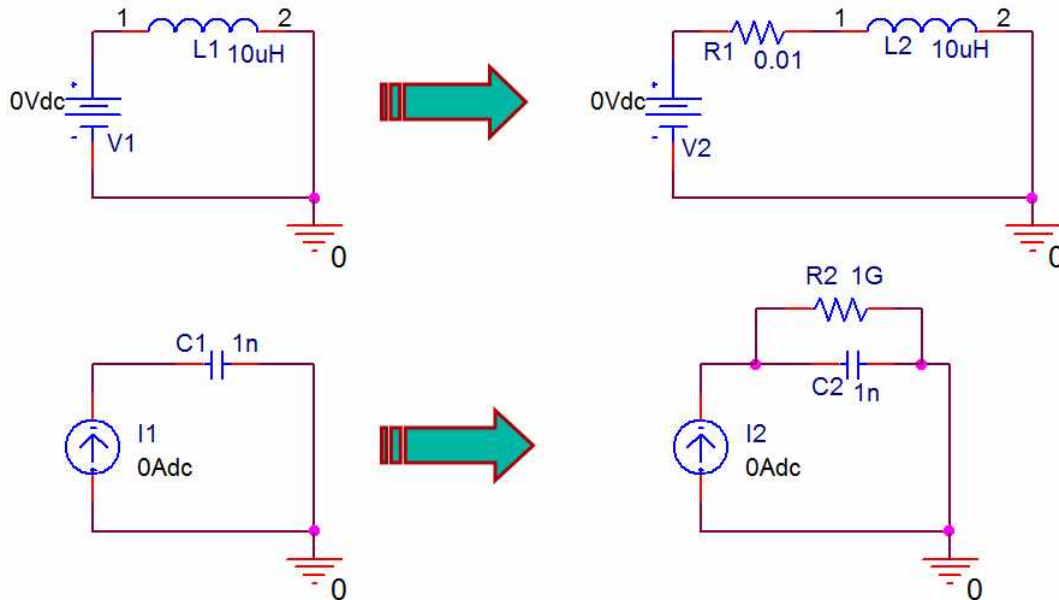 1 2
L1 10uH
+
0Vdc
-
V1
0
1 2
R1 0.01
L2 10uH
+
0Vdc
-
V2
0
C1 1n
-
I1
0Adc
0
R2 1G
C2 1n
-
I2
0Adc
0